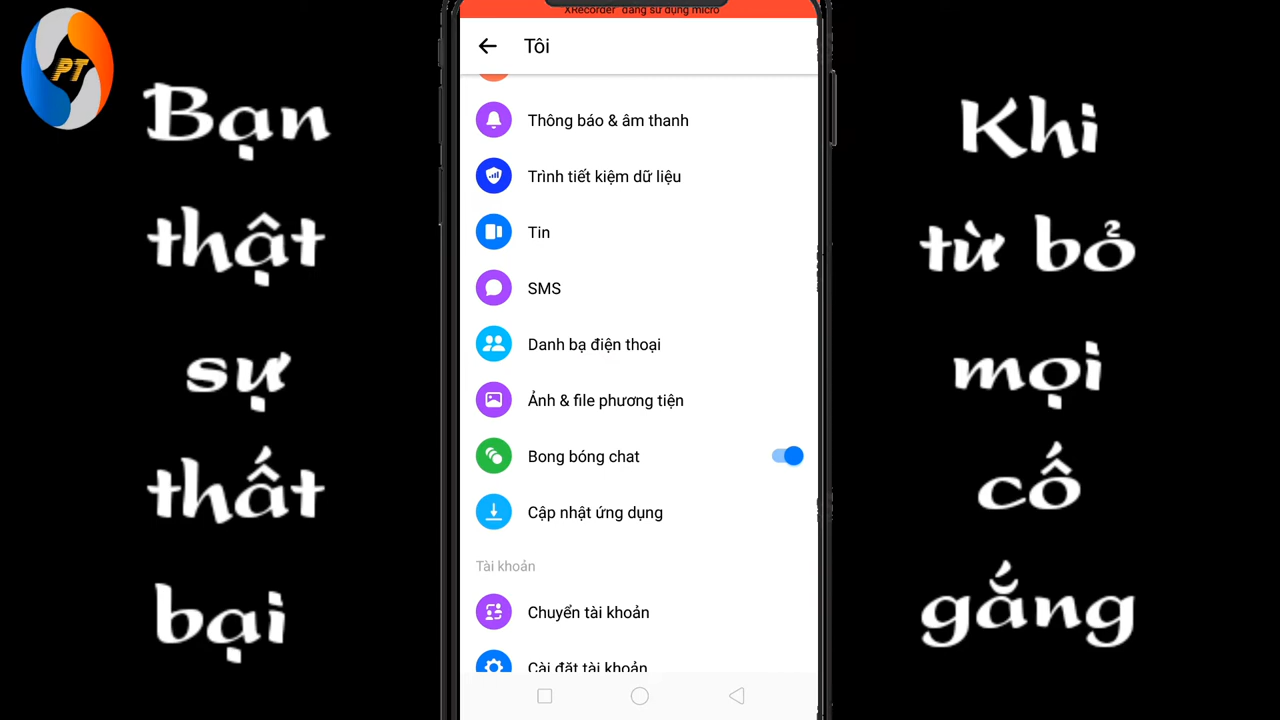 PT
Bạn
thật
sự
thất
bại
XRecorder đang sử dụng micro
Tôi
Thông báo & âm thanh
Trình tiết kiệm dữ liệu
Tin
SMS
Danh bạ điện thoại
Ảnh & file phương tiện
Bong bóng chat
Cập nhật ứng dụng
Tài khoản
Chuyển tài khoản
Cài đặt tài khoản
Khi
từ bỏ
mọi
cố
gắng